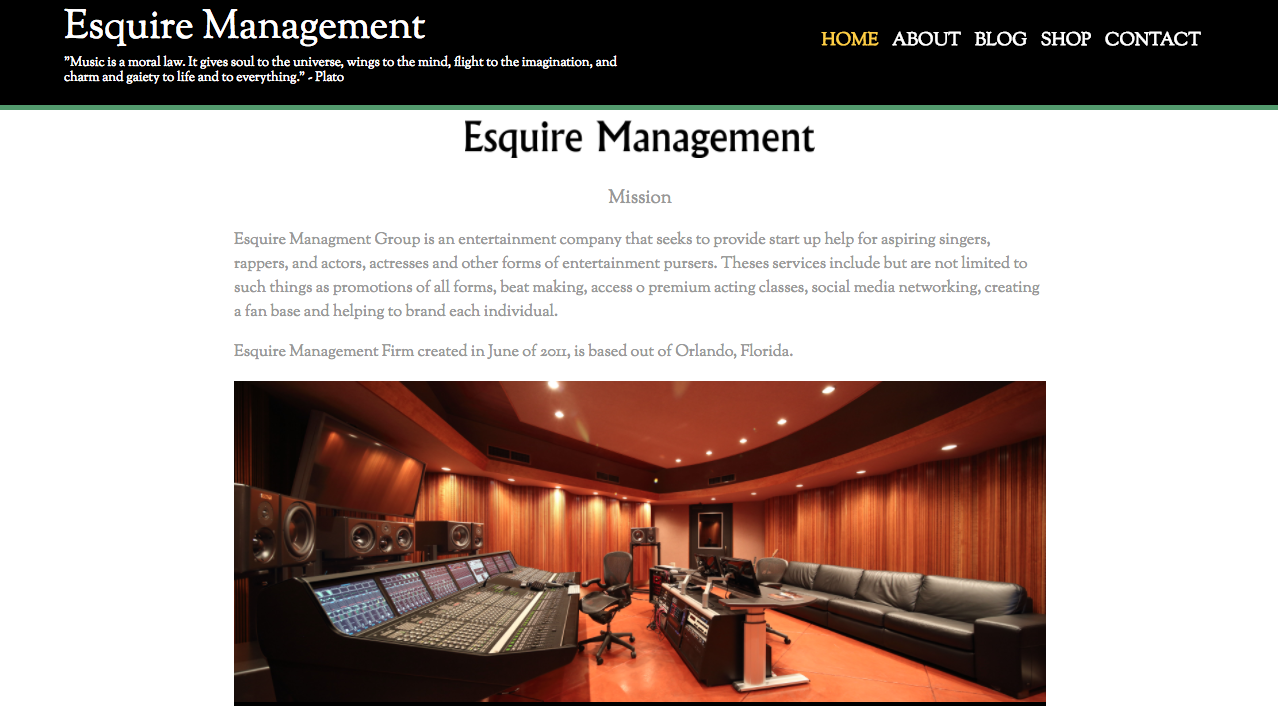 Esquire Management
"Music is a moral law. It gives soul to the universe, wings to the mind, flight to the imagination, and
charm and gaiety to life and to everything." - Plato
HOME ABOUT BLOG SHOP CONTACT
Esquire Management
Mission
Esquire Managment Group is an entertainment company that seeks to provide start up help for aspiring singers,
rappers, and actors, actresses and other forms of entertainment pursers. Theses services include but are not limited to
such things as promotions of all forms, beat making, access o premium acting classes, social media networking, creating
a fan base and helping to brand each individual.
Esquire Management Firm created in June of 2011, is based out of Orlando, Florida.